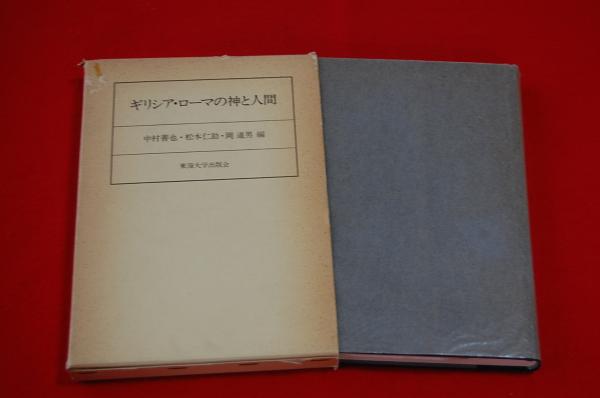 ギリシア・ローマの神と人間
中村善也・松本仁助・岡 道男 編
東海大学出版会